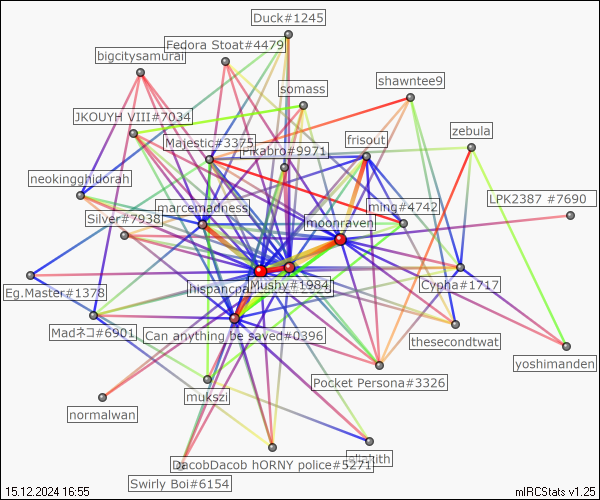 Duck#1245
Fedora Stoat#4479
bigcitysamurai
shawntee9
somass
JKOUYH VIII#7034
zebula
Majestic#3375
Pikabro#9971
frisout
neokingghidorah
LPK2387 #7690
marcemadness
ming#4742
Silver#7938
moonraven
Mushy#1984
Cypha#1717
Eg.Master#1378
Madネコ#6901
Can anything be saved#0396
thesecondtwat
yoshimanden
Pocket Persona#3326
mukszi
normalwan
DacobDacob hORNY police#5271
Swirly Boi#6154
15.12.2024 16:55
mIRCStats v1.25